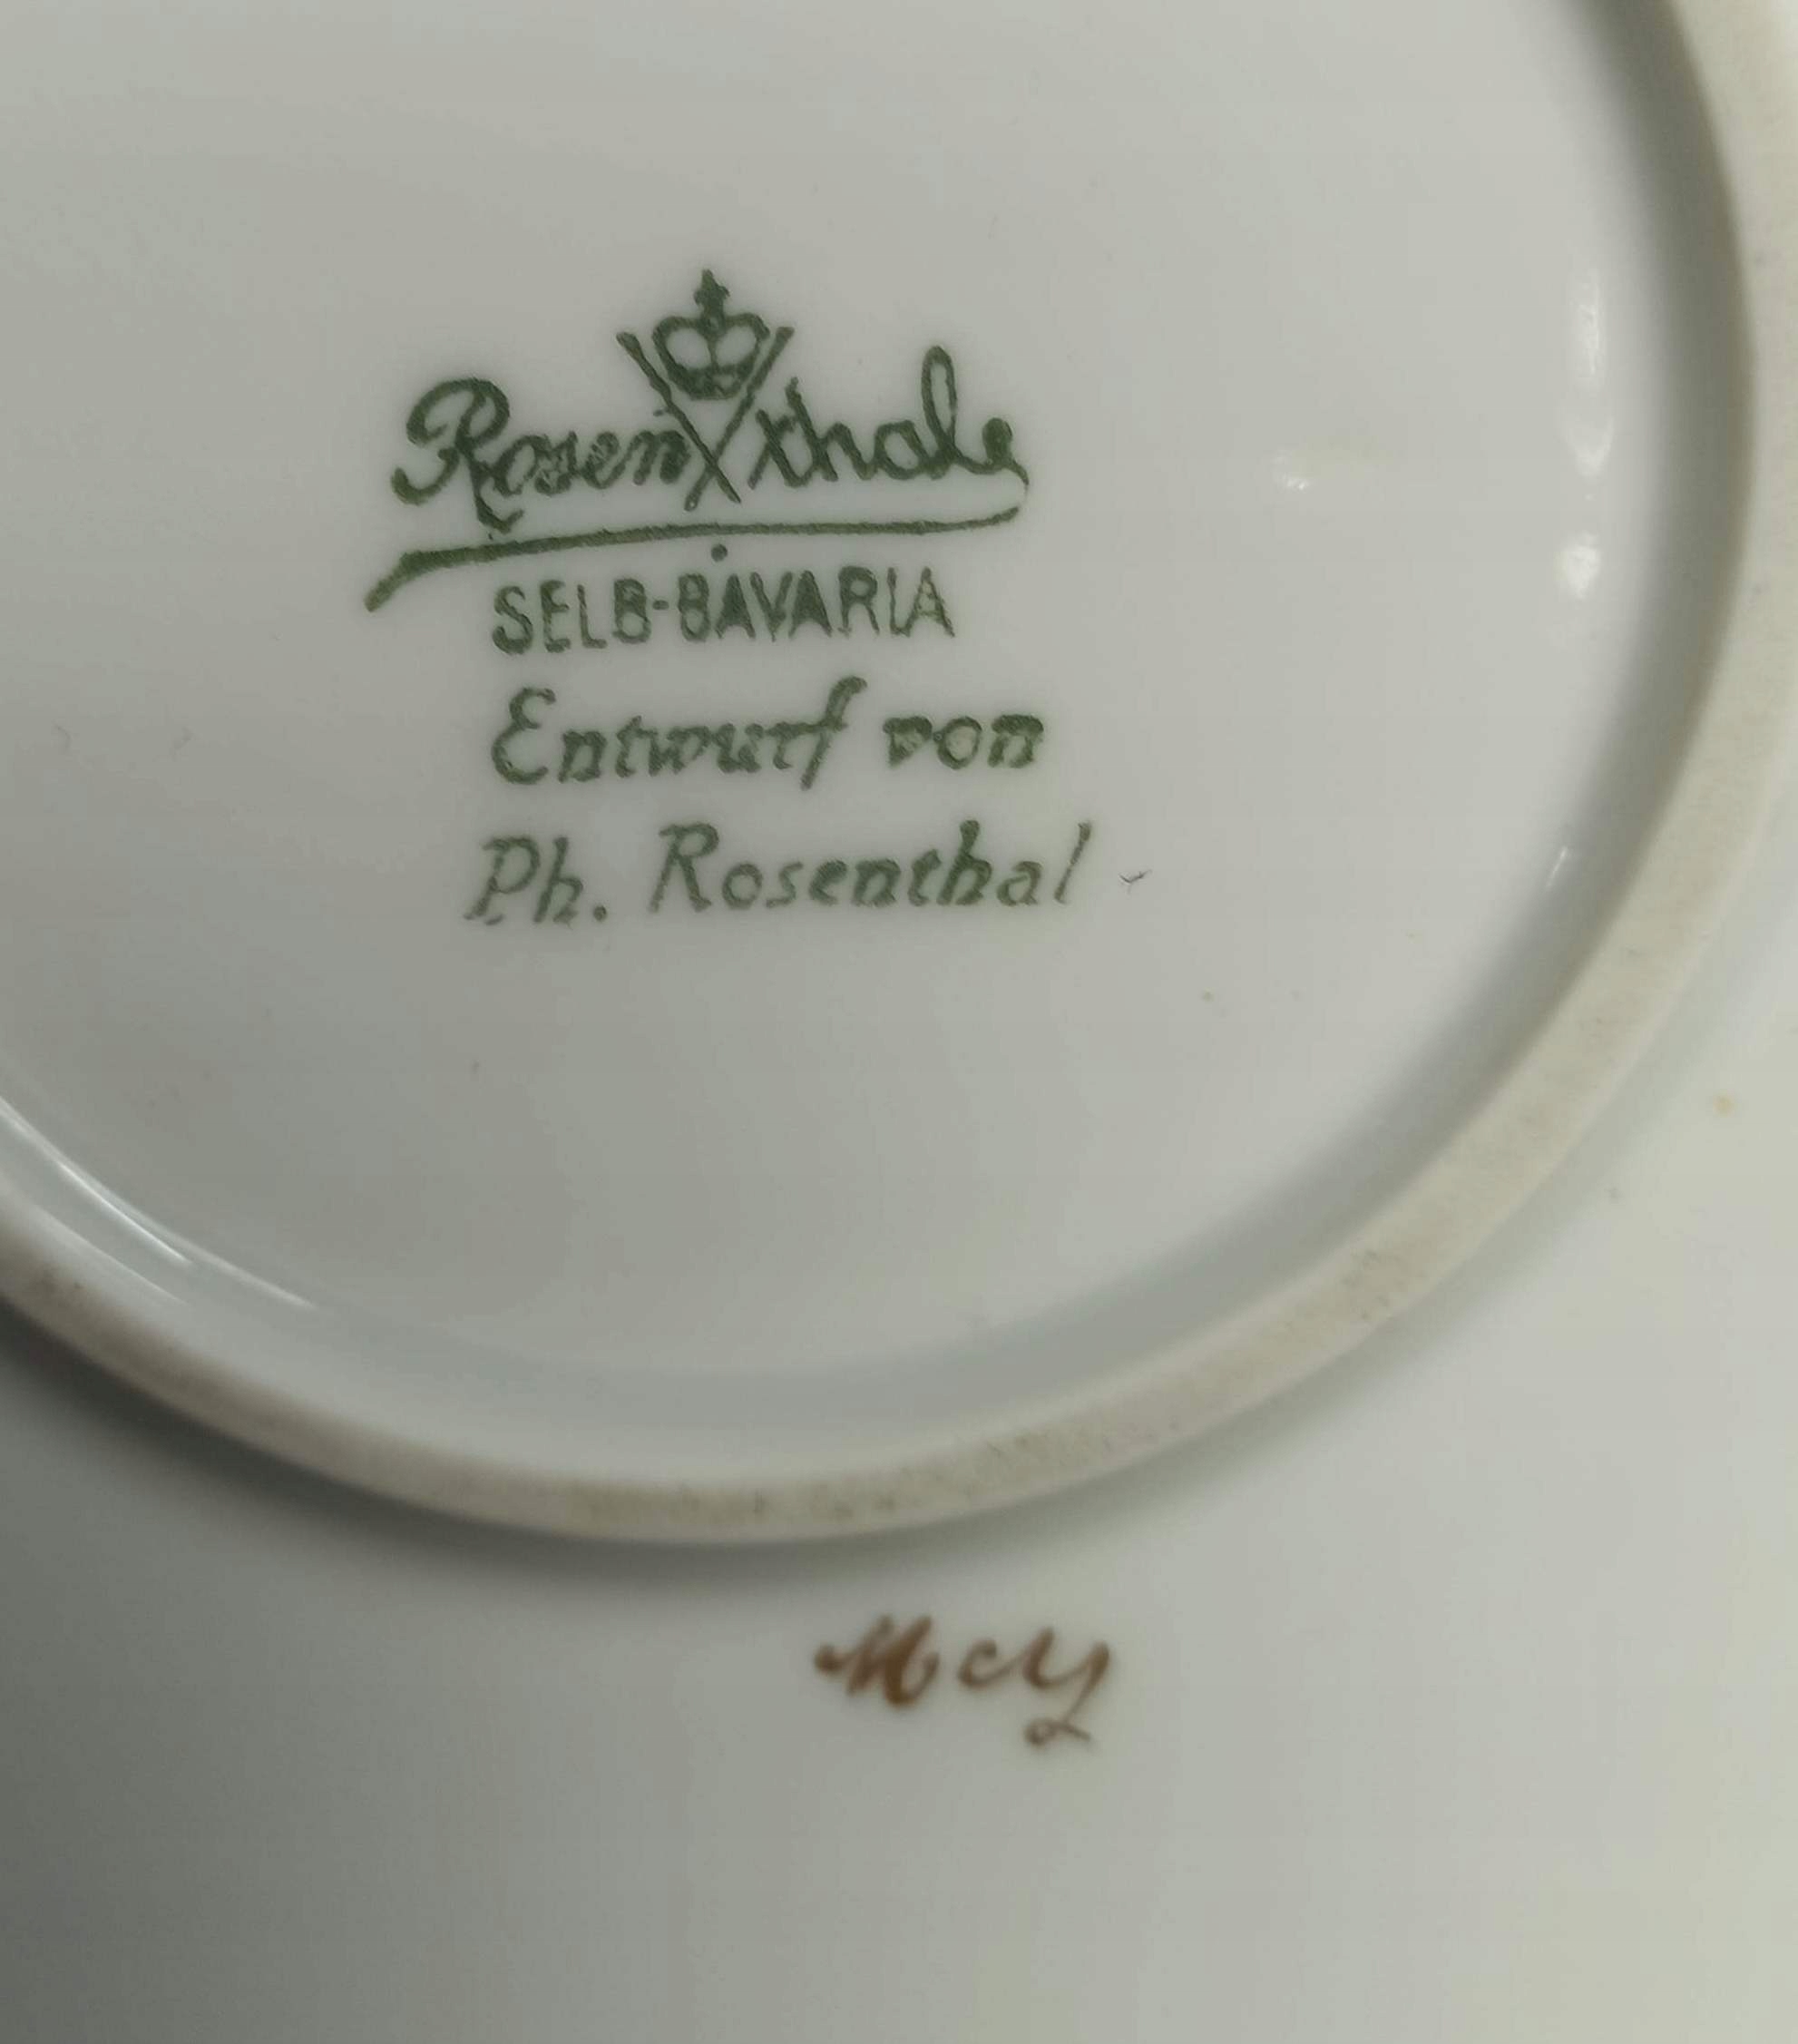 Rosenthal
SELB-BAVARIA
Entwurf von
Ph. Rosenthal